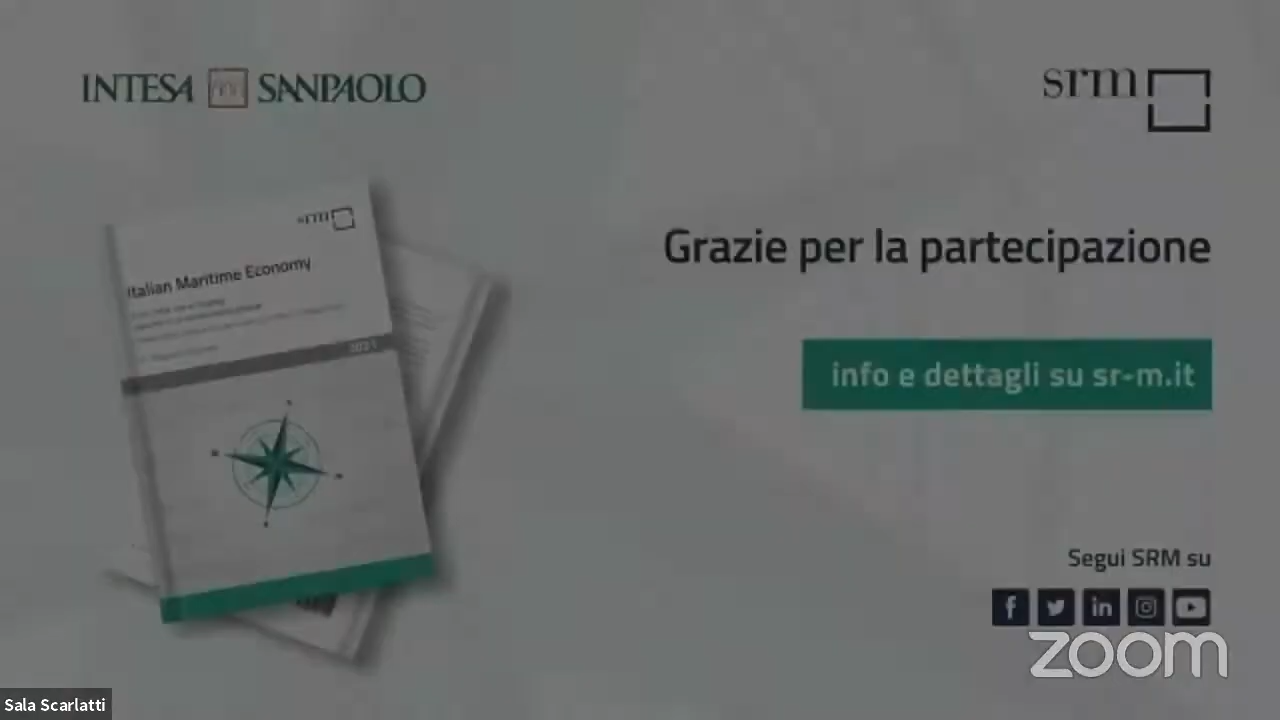 INTESA SANPAOLO
srm
srm
Italian Maritime Economy
2021
Grazie per la partecipazione
info e dettagli su sr-m.it
Segui SRM su
zoom
Sala Scarlatti